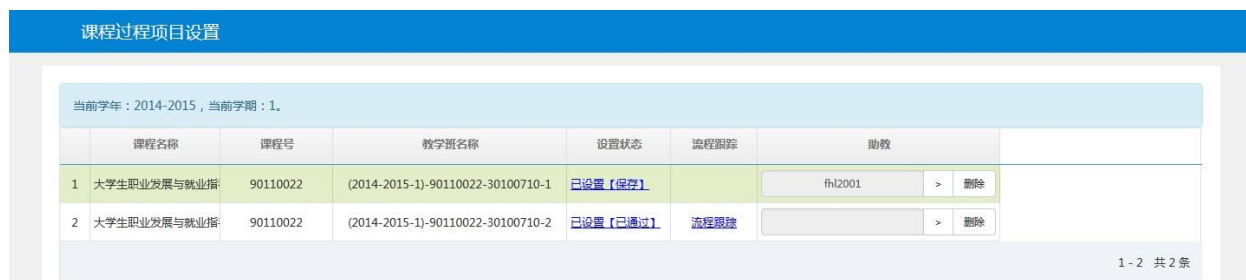 课程过程项目设置
当前学年：2014-2015，当前学期：1。
课程名称 课程号 教学班名称 设置状态 流程跟踪 助教
1 大学生职业发展与就业指 90110022 (2014-2015-1)-90110022-30100710-1 已设置【保存】 fhl2001 > 删除
2 大学生职业发展与就业指 90110022 (2014-2015-1)-90110022-30100710-2 已设置【已通过】 流程跟踪 > 删除
1 - 2 共 2 条